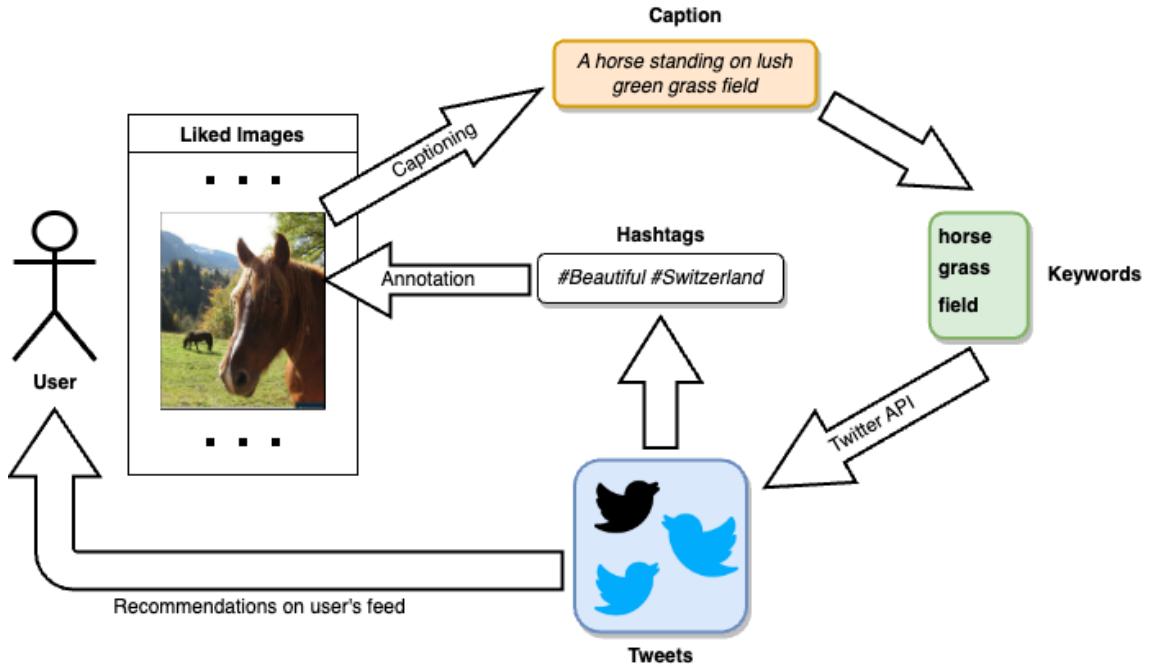 Caption
A horse standing on lush
green grass field
Liked Images
Captioning
Hashtags
#Beautiful #Switzerland
Annotation
horse
grass
field
Keywords
User
Twitter API
Recommendations on user's feed
Tweets